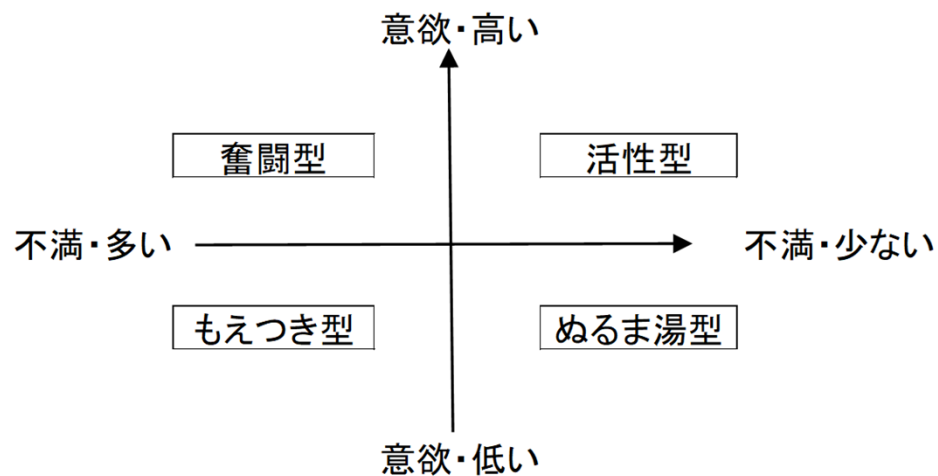 意欲・高い
奮闘型
活性型
不満・多い
不満・少ない
もえつき型
ぬるま湯型
意欲・低い